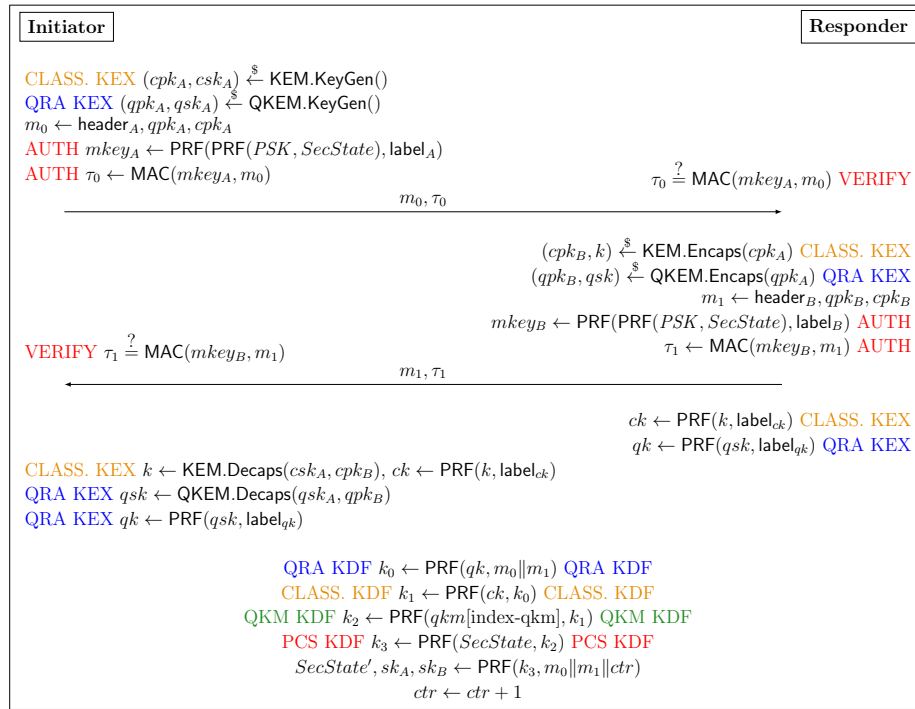 Initiator
Responder
CLASS. KEX (cpk_A, csk_A) ←$ KEM.KeyGen()
QRA KEX (qpk_A, qsk_A) ←$ QKEM.KeyGen()
m_0 ← header_A, qpk_A, cpk_A
AUTH mkey_A ← PRF(PRF(PSK, SecState), label_A)
AUTH τ_0 ← MAC(mkey_A, m_0)
τ_0 ≟ MAC(mkey_A, m_0) VERIFY
m_0, τ_0
(cpk_B, k) ←$ KEM.Encaps(cpk_A) CLASS. KEX
(qpk_B, qsk) ←$ QKEM.Encaps(qpk_A) QRA KEX
m_1 ← header_B, qpk_B, cpk_B
mkey_B ← PRF(PRF(PSK, SecState), label_B) AUTH
VERIFY τ_1 ≟ MAC(mkey_B, m_1)
τ_1 ← MAC(mkey_B, m_1) AUTH
m_1, τ_1
ck ← PRF(k, label_ck) CLASS. KEX
qk ← PRF(qsk, label_qk) QRA KEX
CLASS. KEX k ← KEM.Decaps(csk_A, cpk_B), ck ← PRF(k, label_ck)
QRA KEX qsk ← QKEM.Decaps(qsk_A, qpk_B)
QRA KEX qk ← PRF(qsk, label_qk)
QRA KDF k_0 ← PRF(qk, m_0‖m_1) QRA KDF
CLASS. KDF k_1 ← PRF(ck, k_0) CLASS. KDF
QKM KDF k_2 ← PRF(qkm[index-qkm], k_1) QKM KDF
PCS KDF k_3 ← PRF(SecState, k_2) PCS KDF
SecState′, sk_A, sk_B ← PRF(k_3, m_0‖m_1‖ctr)
ctr ← ctr + 1